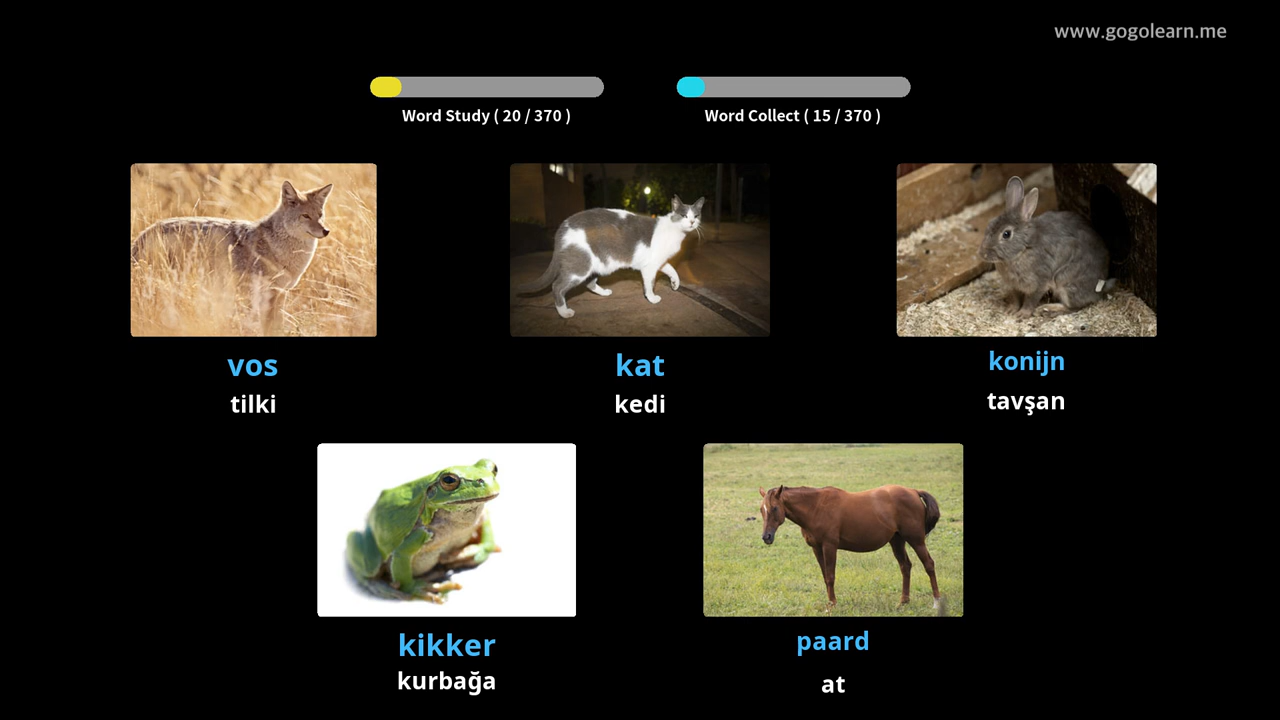 www.gogolearn.me
Word Study ( 20 / 370 )
Word Collect ( 15 / 370 )
vos
tilki
kat
kedi
konijn
tavşan
kikker
kurbağa
paard
at